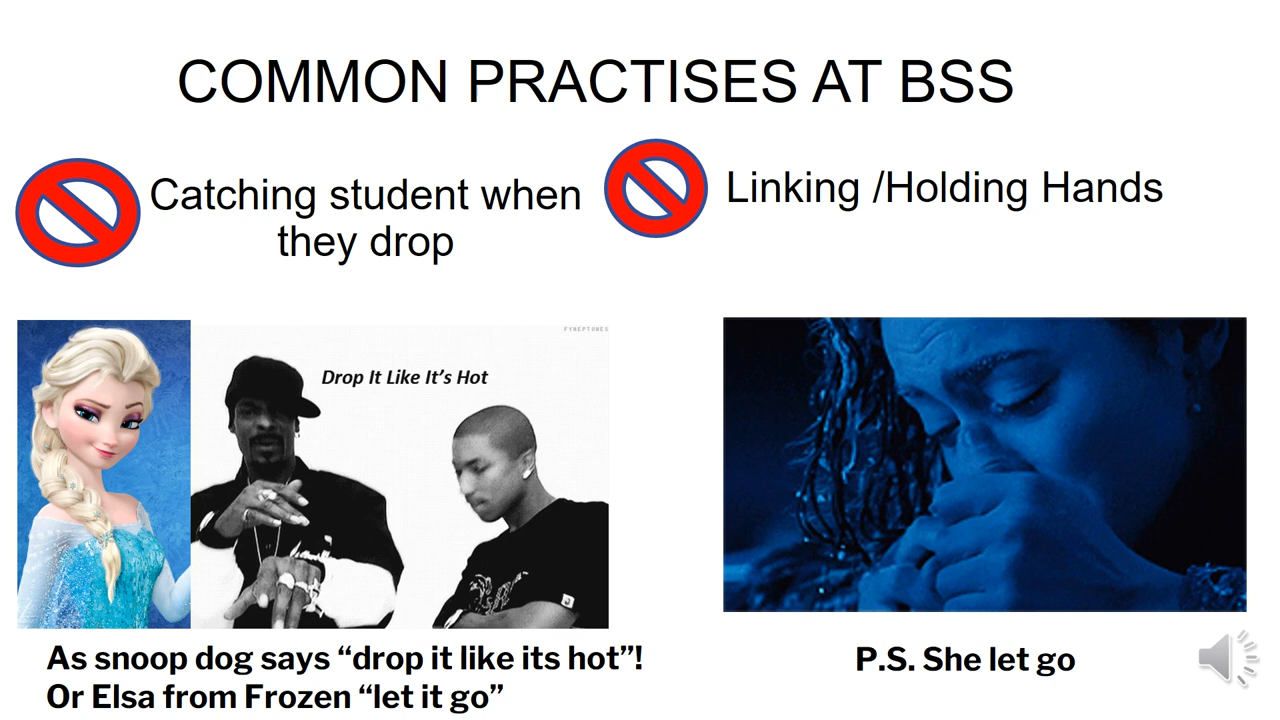 COMMON PRACTISES AT BSS
Catching student when
they drop
Linking /Holding Hands
FYNEPTUNES
Drop It Like It's Hot
As snoop dog says “drop it like its hot”!
Or Elsa from Frozen “let it go”
P.S. She let go